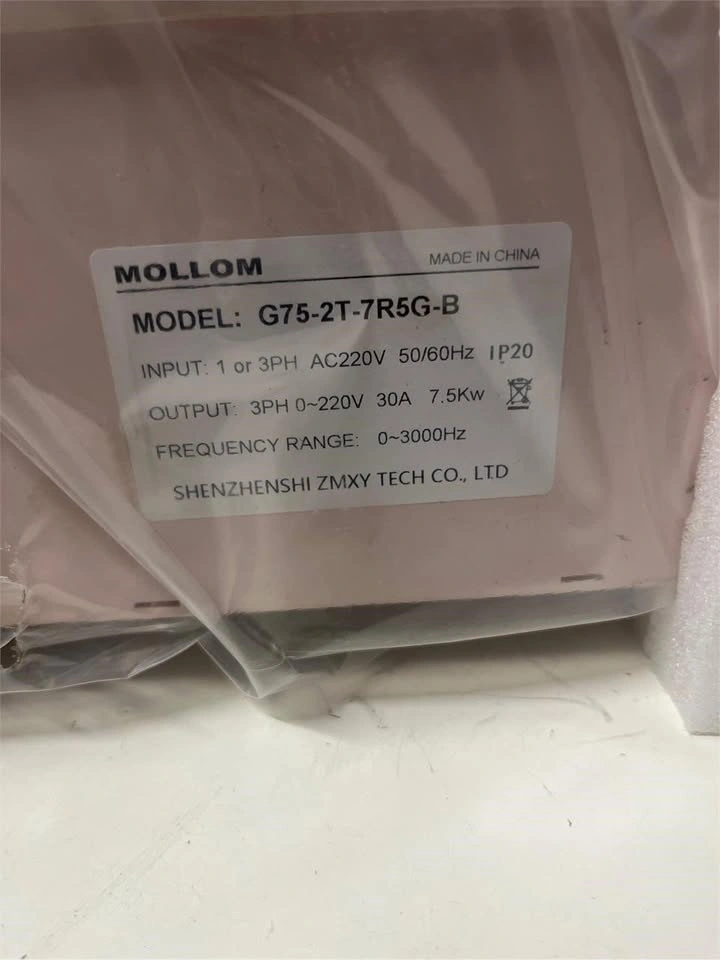 MOLLOM MADE IN CHINA
MODEL: G75-2T-7R5G-B
INPUT: 1 or 3PH AC220V 50/60Hz IP20
OUTPUT: 3PH 0~220V 30A 7.5Kw
FREQUENCY RANGE: 0~3000Hz
SHENZHENSHI ZMXY TECH CO., LTD